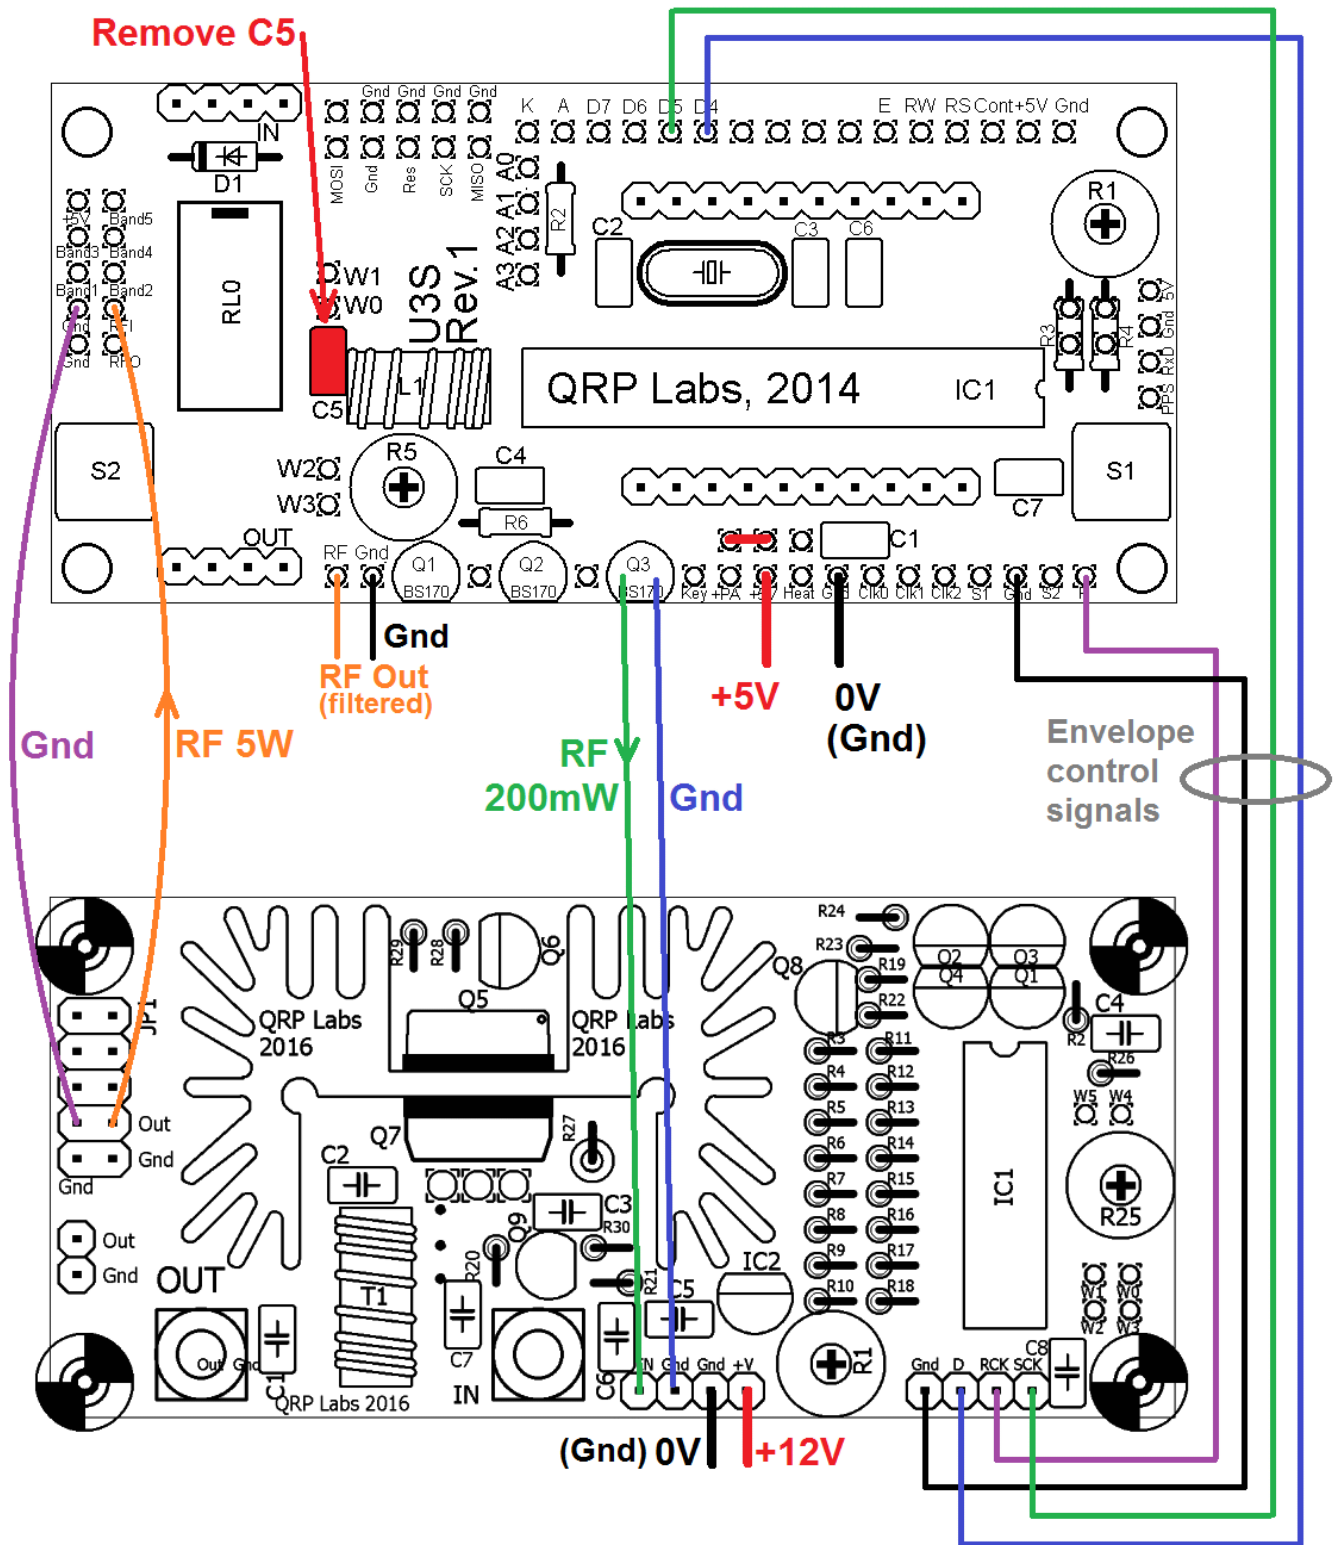 Remove C5
IN
D1
Gnd Gnd Gnd Gnd
MOSI Gnd Res SCK MISO
K A D7 D6 D5 D4 E RW RS Cont +5V Gnd
A0
A1
A2
A3
R2
C2
C3
C6
R1
+5V Band5
Band3 Band4
Band1 Band2
Gnd RFI
Gnd RFO
RL0
W1
W0
U3S
Rev.1
C5
L1
QRP Labs, 2014
IC1
R3
R4
5V
Gnd
RxD
PPS
S2
W2
W3
R5
C4
R6
C7
S1
OUT
RF Gnd
Q1
BS170
Q2
BS170
Q3
BS170
C1
Key +PA +5V Heat Gnd Clk0 Clk1 Clk2 S1 Gnd S2
Gnd
RF Out
(filtered)
+5V
0V
(Gnd)
Gnd
RF 5W
RF
200mW
Gnd
Envelope
control
signals
JP1
R29
R28
Q6
Q5
QRP Labs
2016
QRP Labs
2016
Q7
R27
Out
Gnd
Gnd
Out
Gnd
OUT
Out Gnd
C1
C2
T1
QRP Labs 2016
C3
Q9
R30
R20
R21
C7
IN
C6
C5
IC2
R24
R23
Q8
R19
R22
Q2
Q4
Q3
Q1
R2
C4
R26
R3 R11
R4 R12
R5 R13
R6 R14
R7 R15
R8 R16
R9 R17
R10 R18
IC1
W5 W4
R25
W1 W0
W2 W3
R1
C8
IN Gnd Gnd +V
Gnd D RCK SCK
(Gnd) 0V
+12V